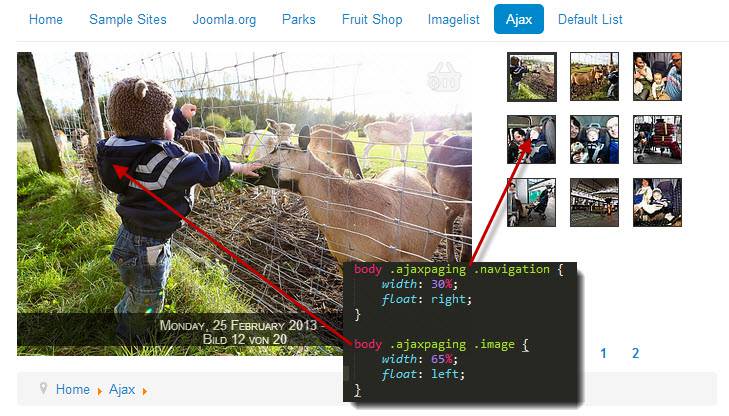 Home Sample Sites Joomla.org Parks Fruit Shop Imagelist Ajax Default List
Monday, 25 February 2013
Bild 12 von 20
body .ajaxpaging .navigation {
width: 30%;
float: right;
}
body .ajaxpaging .image {
width: 65%;
float: left;
}
1 2
Home Ajax